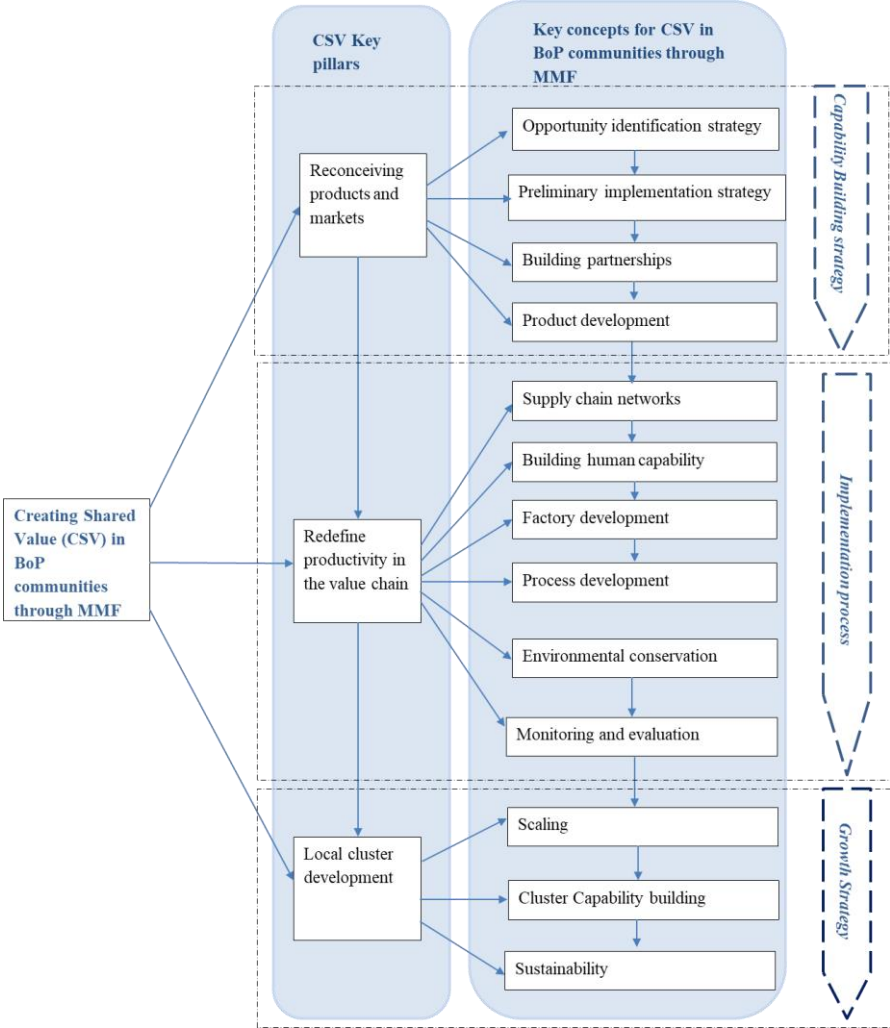 CSV Key
pillars
Key concepts for CSV in
BoP communities through
MMF
Capability Building strategy
Opportunity identification strategy
Reconceiving
products and
markets
Preliminary implementation strategy
Building partnerships
Product development
Implementation process
Supply chain networks
Building human capability
Creating Shared
Value (CSV) in
BoP
communities
through MMF
Redefine
productivity in
the value chain
Factory development
Process development
Environmental conservation
Monitoring and evaluation
Growth Strategy
Scaling
Local cluster
development
Cluster Capability building
Sustainability